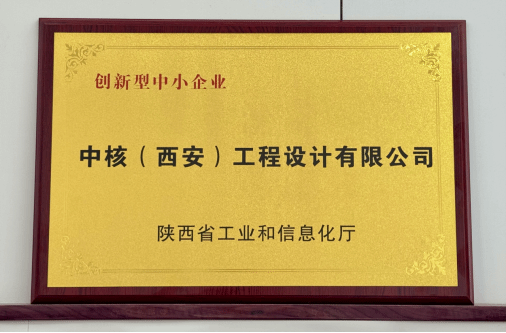 创新型中小企业
中核（西安）工程设计有限公司
陕西省工业和信息化厅